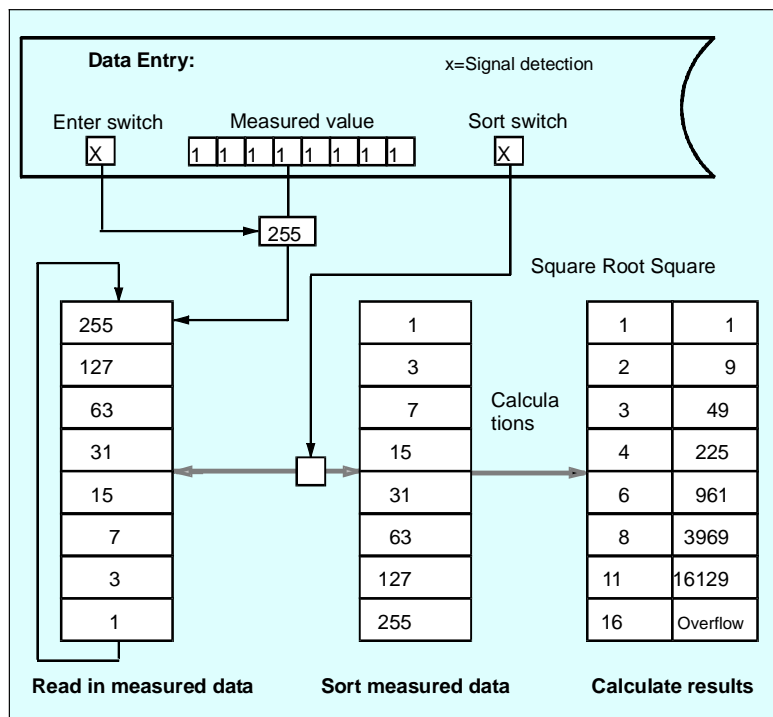 Data Entry:
x=Signal detection
Enter switch
Measured value
Sort switch
X
1 1 1 1 1 1 1 1
X
255
Square Root Square
255
127
63
31
15
7
3
1
1
3
7
15
31
63
127
255
Calcula
tions
1 1
2 9
3 49
4 225
6 961
8 3969
11 16129
16 Overflow
Read in measured data
Sort measured data
Calculate results